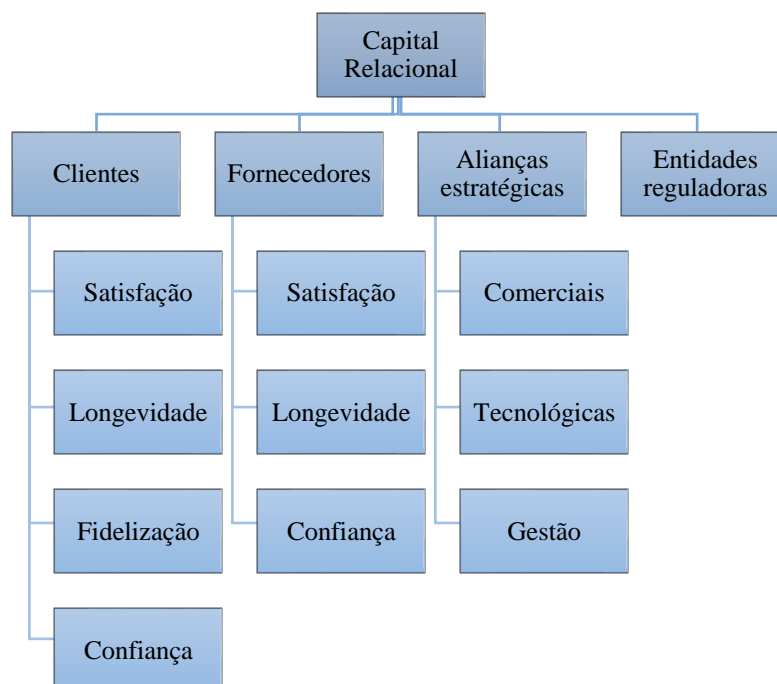 Capital
Relacional
Clientes
Fornecedores
Alianças
estratégicas
Entidades
reguladoras
Satisfação
Satisfação
Comerciais
Longevidade
Longevidade
Tecnológicas
Fidelização
Confiança
Gestão
Confiança